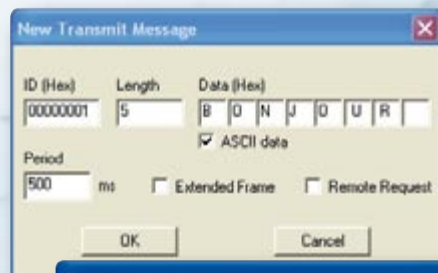 New Transmit Message
ID (Hex) Length Data (Hex)
00000001 5 B O N J O U R
ASCII data
Period
500 ms Extended Frame Remote Request
OK Cancel